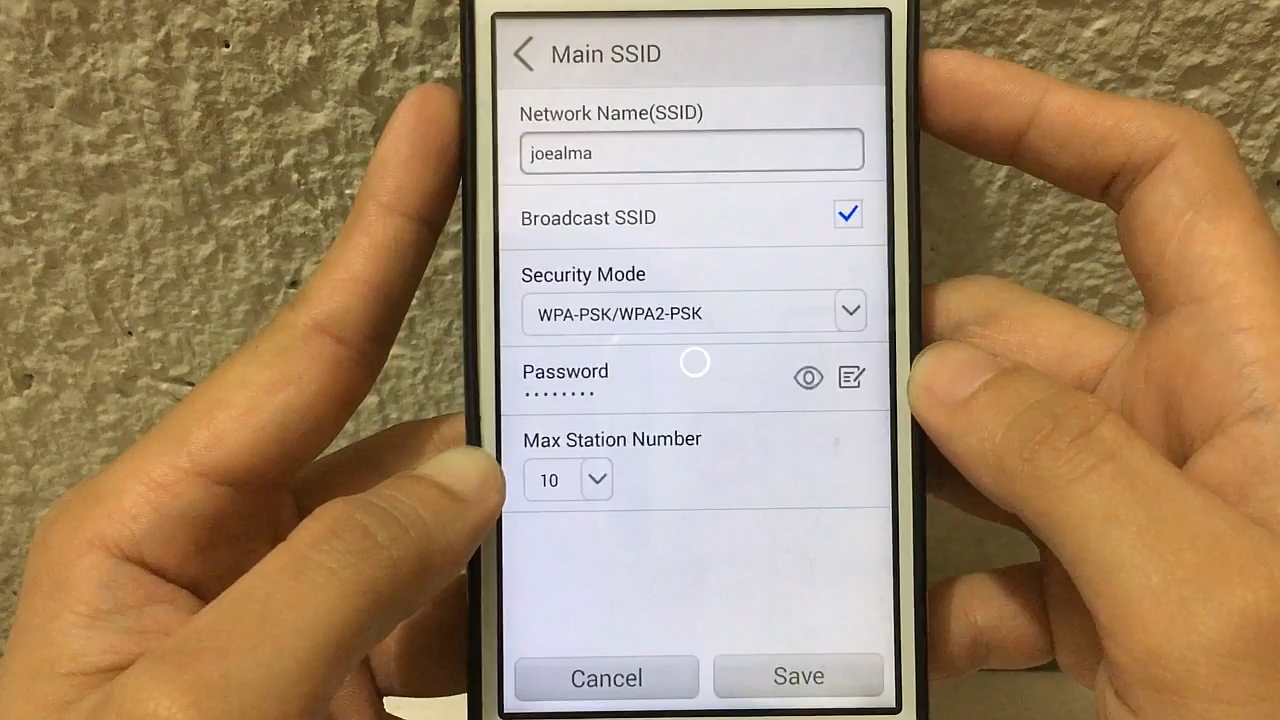 Main SSID
Network Name(SSID)
joealma
Broadcast SSID
Security Mode
WPA-PSK/WPA2-PSK
Password
••••••••
Max Station Number
10
Cancel
Save